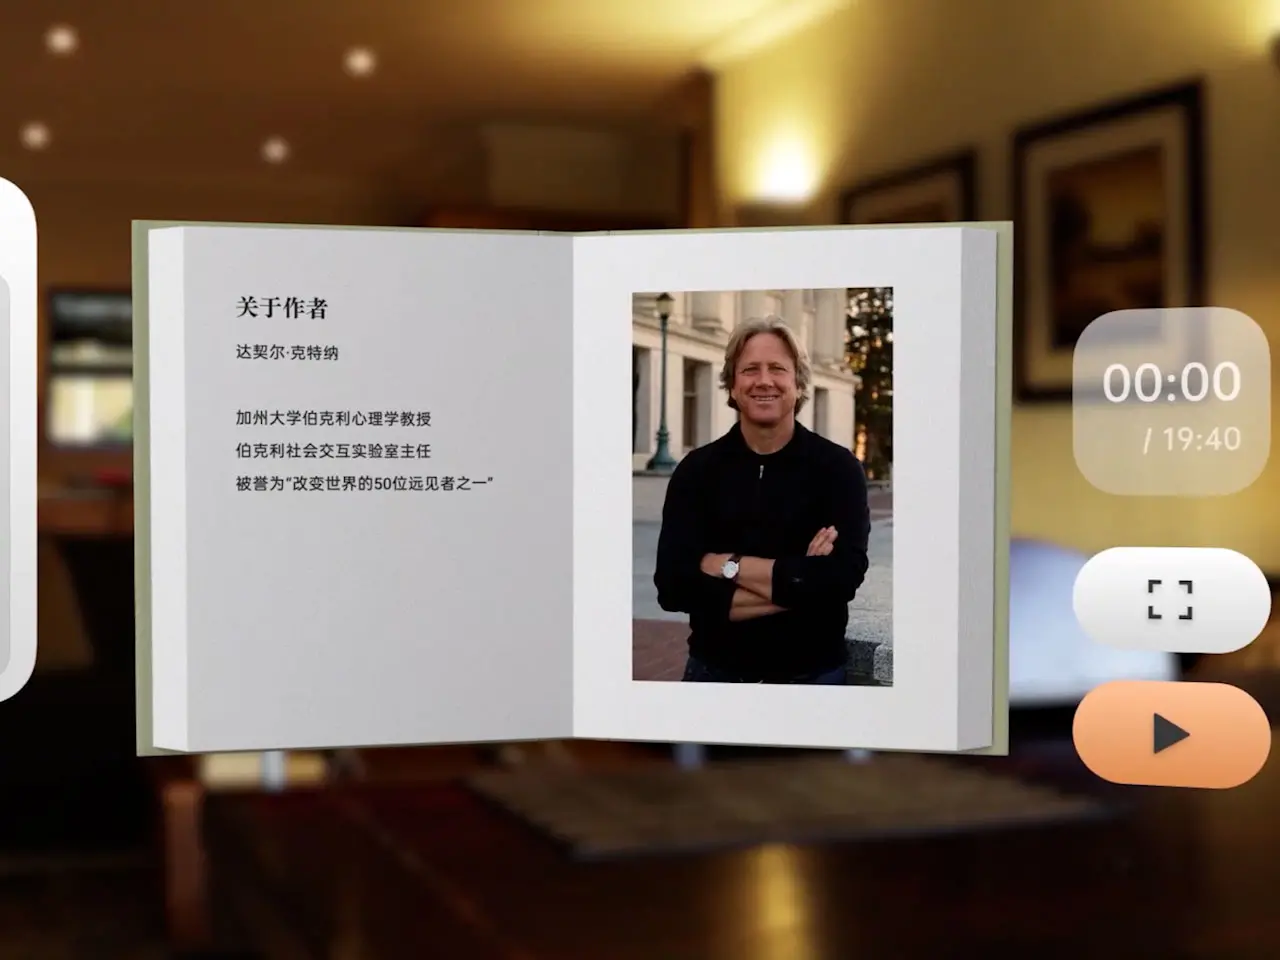 关于作者
达契尔·克特纳
加州大学伯克利心理学教授
伯克利社会交互实验室主任
被誉为“改变世界的50位远见者之一”
00:00
/ 19:40